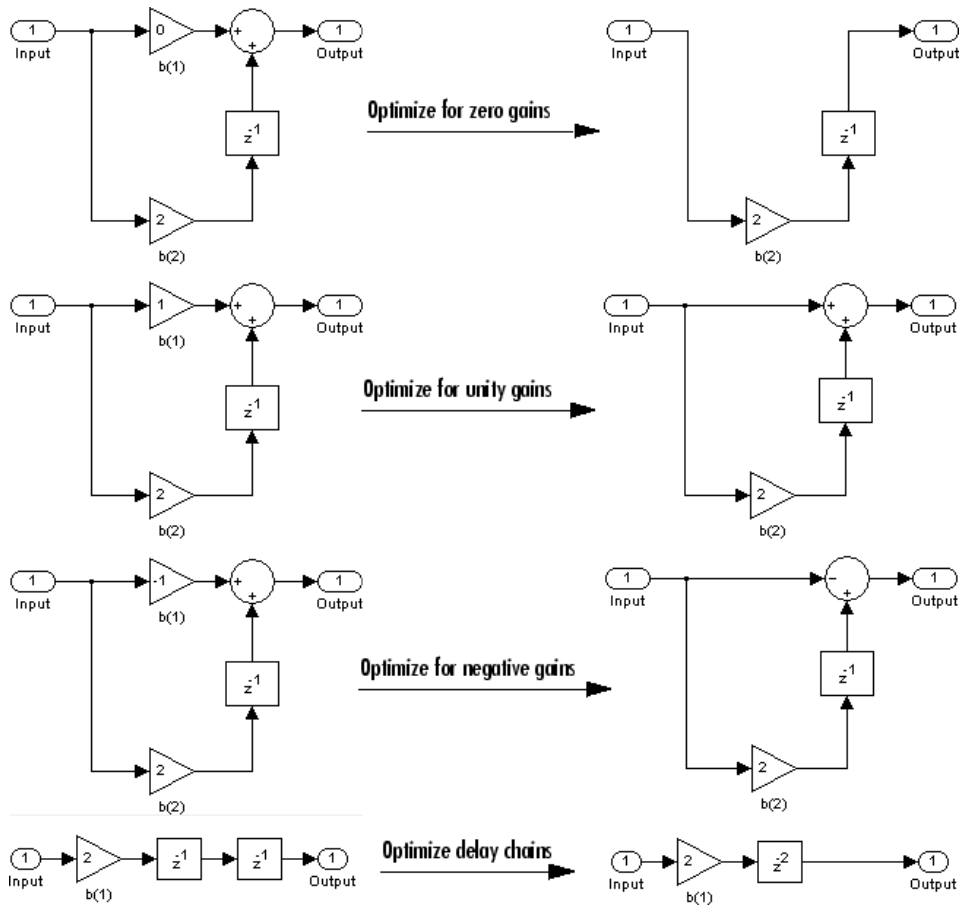 1 0 + 1 1 1
Input b(1) + Output Input Output
z-1 Optimize for zero gains z-1
2 2
b(2) b(2)
1 1 + 1 1 + 1
Input b(1) + Output Input + Output
z-1 Optimize for unity gains z-1
2 2
b(2) b(2)
1 -1 + 1 1 − 1
Input b(1) + Output Input + Output
z-1 Optimize for negative gains z-1
2 2
b(2) b(2)
1 2 z-1 z-1 1 Optimize delay chains 1 2 z-2 1
Input b(1) Output Input b(1) Output